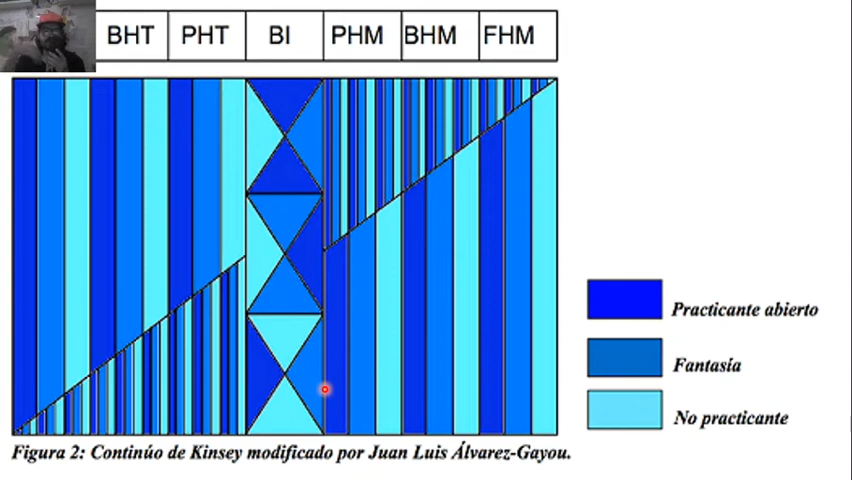 BHT PHT BI PHM BHM FHM
Practicante abierto
Fantasía
No practicante
Figura 2: Continúo de Kinsey modificado por Juan Luis Álvarez-Gayou.